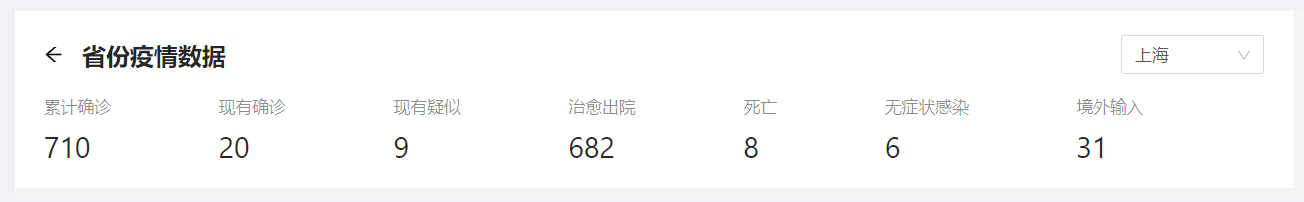 省份疫情数据
上海
累计确诊 现有确诊 现有疑似 治愈出院 死亡 无症状感染 境外输入
710 20 9 682 8 6 31